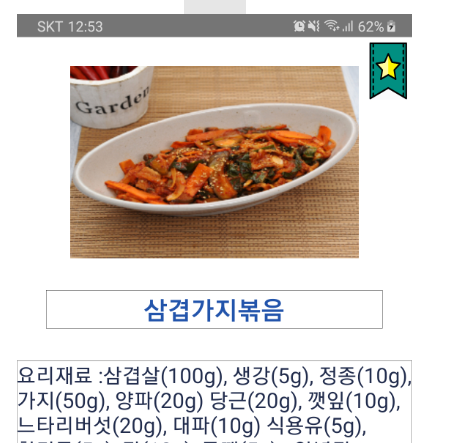 SKT 12:53
62%
Garden
삼겹가지볶음
요리재료 :삼겹살(100g), 생강(5g), 정종(10g),
가지(50g), 양파(20g) 당근(20g), 깻잎(10g),
느타리버섯(20g), 대파(10g) 식용유(5g),